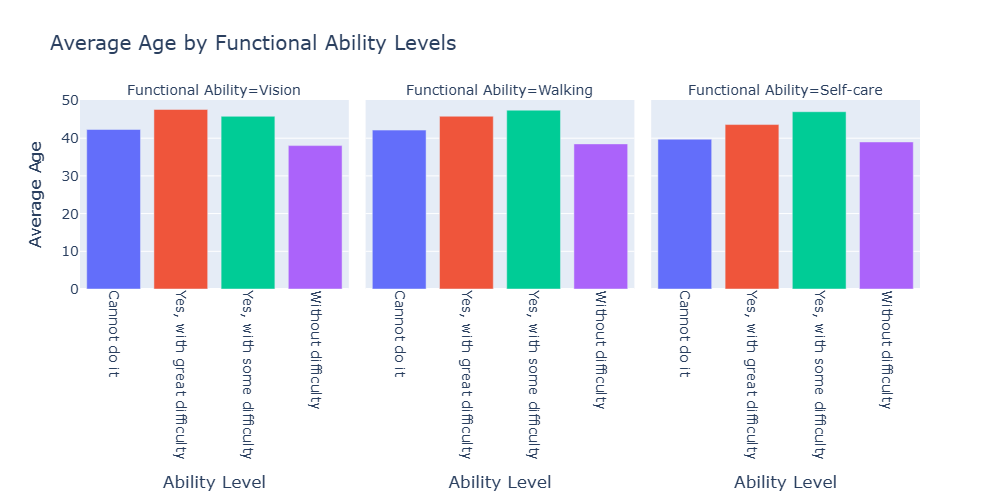 Average Age by Functional Ability Levels
Functional Ability=Vision
Functional Ability=Walking
Functional Ability=Self-care
Average Age
50
40
30
20
10
0
Cannot do it
Yes, with great difficulty
Yes, with some difficulty
Without difficulty
Cannot do it
Yes, with great difficulty
Yes, with some difficulty
Without difficulty
Cannot do it
Yes, with great difficulty
Yes, with some difficulty
Without difficulty
Ability Level
Ability Level
Ability Level